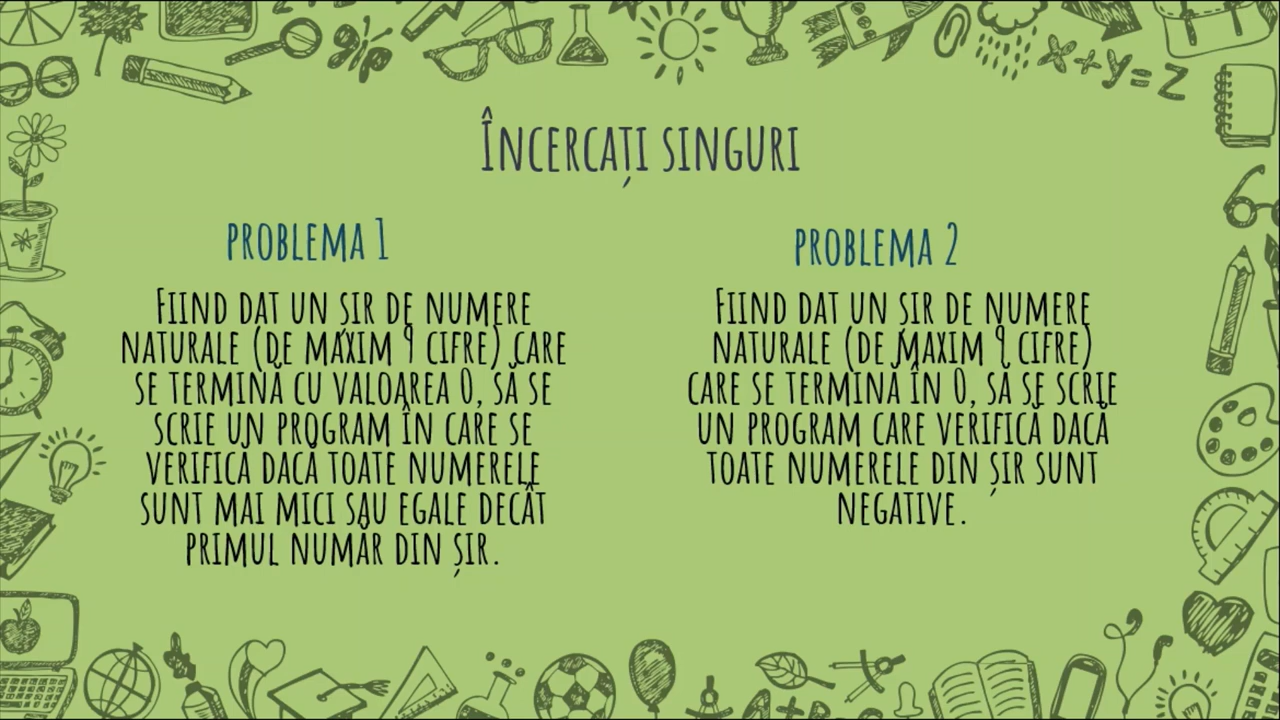 x+y=z
Încercați singuri
problema 1
Fiind dat un șir de numere
naturale (de maxim 9 cifre) care
se termină cu valoarea 0, să se
scrie un program în care se
verifică dacă toate numerele
sunt mai mici sau egale decât
primul număr din șir.
problema 2
Fiind dat un șir de numere
naturale (de maxim 9 cifre)
care se termină în 0, să se scrie
un program care verifică dacă
toate numerele din șir sunt
negative.